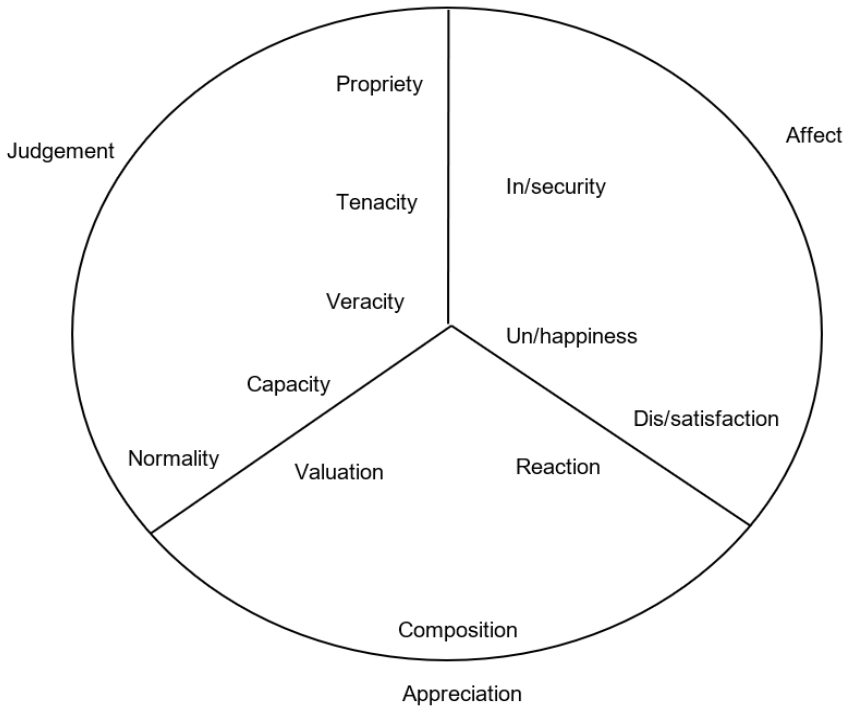 Propriety
Affect
Judgement
In/security
Tenacity
Veracity
Un/happiness
Capacity
Dis/satisfaction
Normality
Valuation
Reaction
Composition
Appreciation